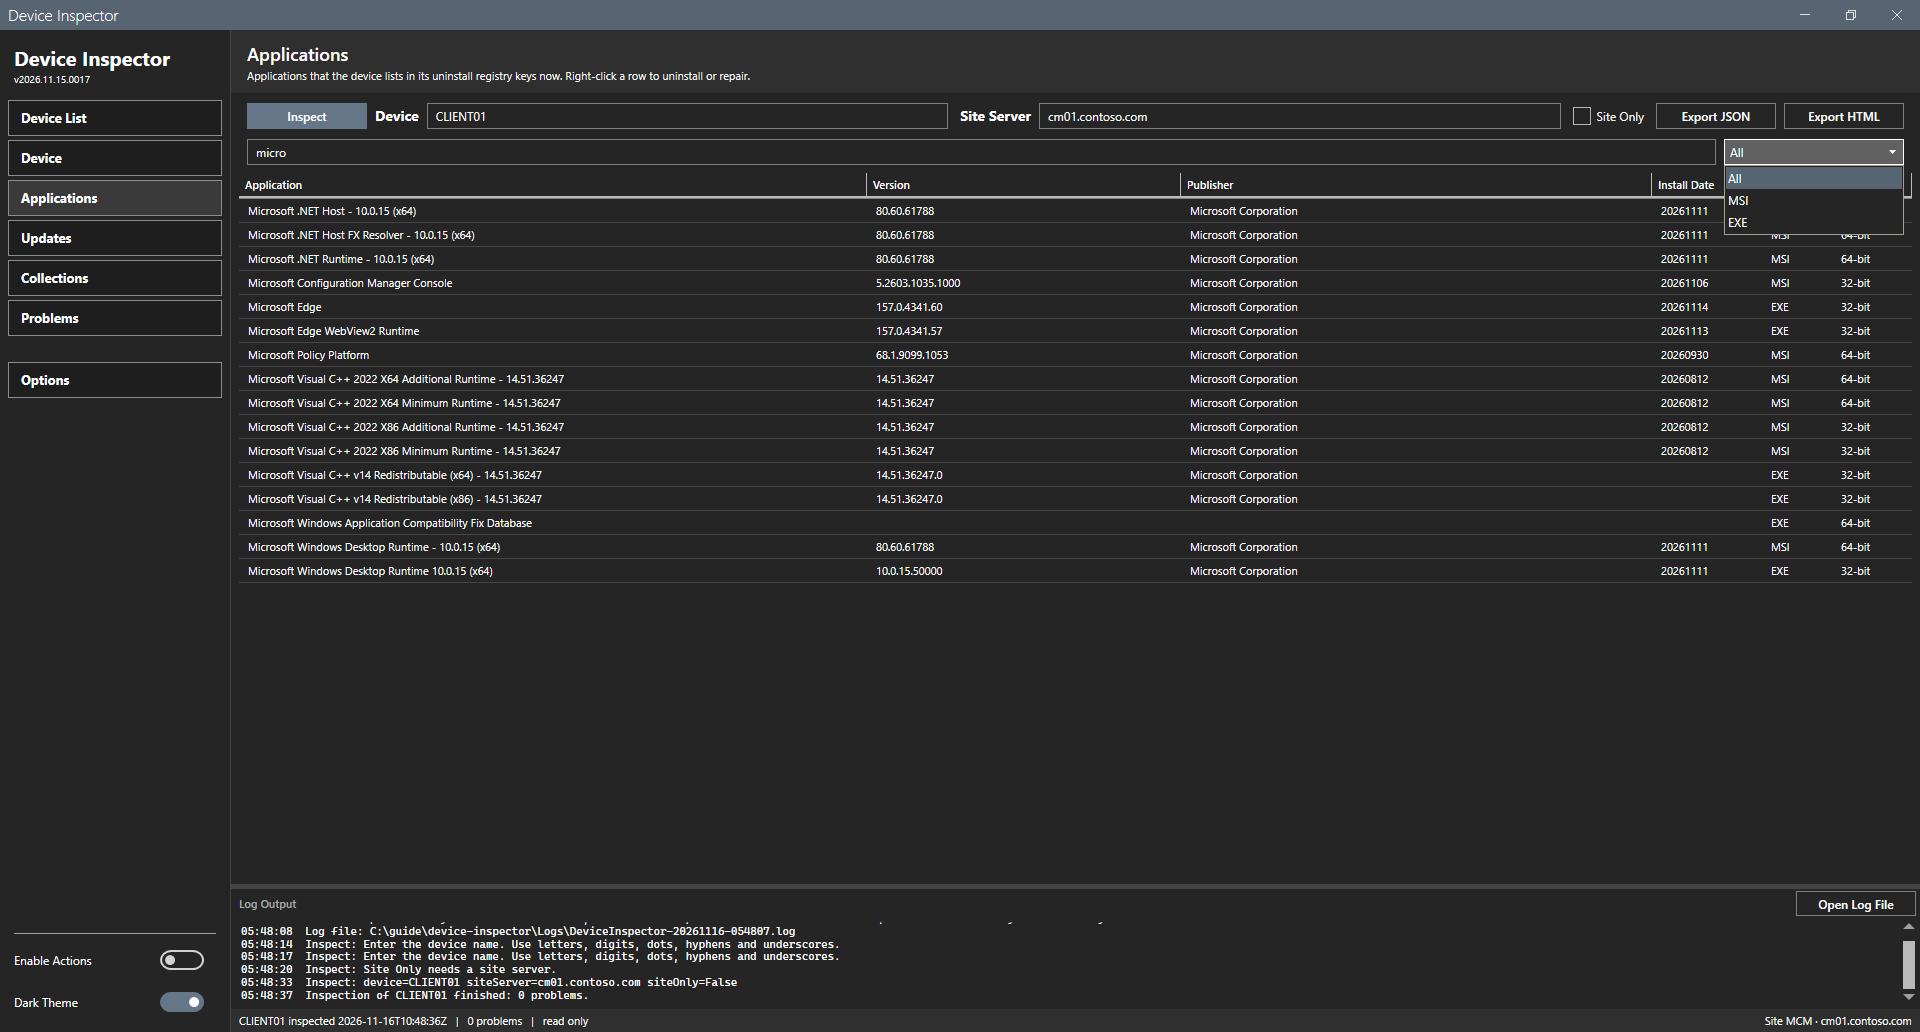 Device Inspector
Device Inspector
v2026.11.15.0017
Device List
Device
Applications
Updates
Collections
Problems
Options
Enable Actions
Dark Theme
Applications
Applications that the device lists in its uninstall registry keys now. Right-click a row to uninstall or repair.
Inspect Device CLIENT01 Site Server cm01.contoso.com Site Only Export JSON Export HTML
micro All
All
MSI
EXE
Application Version Publisher Install Date
Microsoft .NET Host - 10.0.15 (x64) 80.60.61788 Microsoft Corporation 20261111
Microsoft .NET Host FX Resolver - 10.0.15 (x64) 80.60.61788 Microsoft Corporation 20261111 MSI 64-bit
Microsoft .NET Runtime - 10.0.15 (x64) 80.60.61788 Microsoft Corporation 20261111 MSI 64-bit
Microsoft Configuration Manager Console 5.2603.1035.1000 Microsoft Corporation 20261106 MSI 32-bit
Microsoft Edge 157.0.4341.60 Microsoft Corporation 20261114 EXE 32-bit
Microsoft Edge WebView2 Runtime 157.0.4341.57 Microsoft Corporation 20261113 EXE 32-bit
Microsoft Policy Platform 68.1.9099.1053 Microsoft Corporation 20260930 MSI 64-bit
Microsoft Visual C++ 2022 X64 Additional Runtime - 14.51.36247 14.51.36247 Microsoft Corporation 20260812 MSI 64-bit
Microsoft Visual C++ 2022 X64 Minimum Runtime - 14.51.36247 14.51.36247 Microsoft Corporation 20260812 MSI 64-bit
Microsoft Visual C++ 2022 X86 Additional Runtime - 14.51.36247 14.51.36247 Microsoft Corporation 20260812 MSI 32-bit
Microsoft Visual C++ 2022 X86 Minimum Runtime - 14.51.36247 14.51.36247 Microsoft Corporation 20260812 MSI 32-bit
Microsoft Visual C++ v14 Redistributable (x64) - 14.51.36247 14.51.36247.0 Microsoft Corporation EXE 32-bit
Microsoft Visual C++ v14 Redistributable (x86) - 14.51.36247 14.51.36247.0 Microsoft Corporation EXE 32-bit
Microsoft Windows Application Compatibility Fix Database EXE 64-bit
Microsoft Windows Desktop Runtime - 10.0.15 (x64) 80.60.61788 Microsoft Corporation 20261111 MSI 64-bit
Microsoft Windows Desktop Runtime 10.0.15 (x64) 10.0.15.50000 Microsoft Corporation 20261111 EXE 32-bit
Log Output Open Log File
05:48:08 Log file: C:\guide\device-inspector\Logs\DeviceInspector-20261116-054807.log
05:48:14 Inspect: Enter the device name. Use letters, digits, dots, hyphens and underscores.
05:48:17 Inspect: Enter the device name. Use letters, digits, dots, hyphens and underscores.
05:48:20 Inspect: Site Only needs a site server.
05:48:33 Inspect: device=CLIENT01 siteServer=cm01.contoso.com siteOnly=False
05:48:37 Inspection of CLIENT01 finished: 0 problems.
CLIENT01 inspected 2026-11-16T10:48:36Z | 0 problems | read only Site MCM · cm01.contoso.com